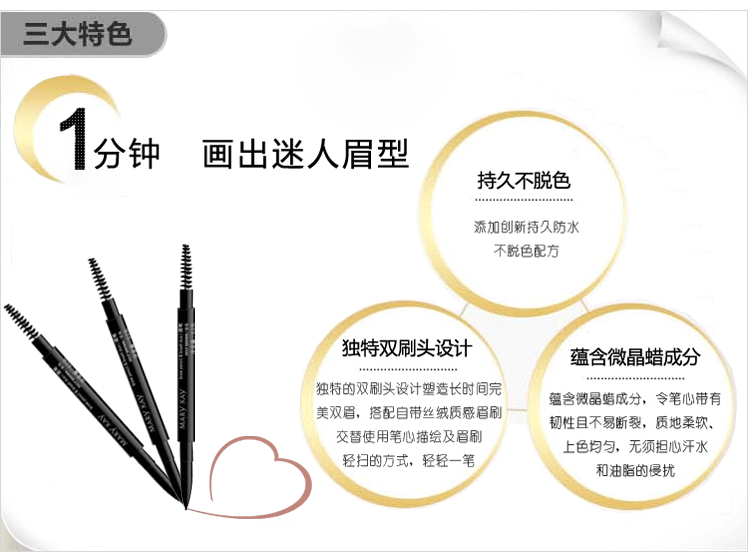 三大特色
1分钟 画出迷人眉型
持久不脱色
添加创新持久防水
不脱色配方
独特双刷头设计
独特的双刷头设计塑造长时间完
美双眉，搭配自带丝绒质感眉刷
交替使用笔心描绘及眉刷
轻扫的方式，轻轻一笔
蕴含微晶蜡成分
蕴含微晶蜡成分，令笔心带有
韧性且不易断裂，质地柔软、
上色均匀，无须担心汗水
和油脂的侵扰
MARY KAY
MARY KAY
MARY KAY